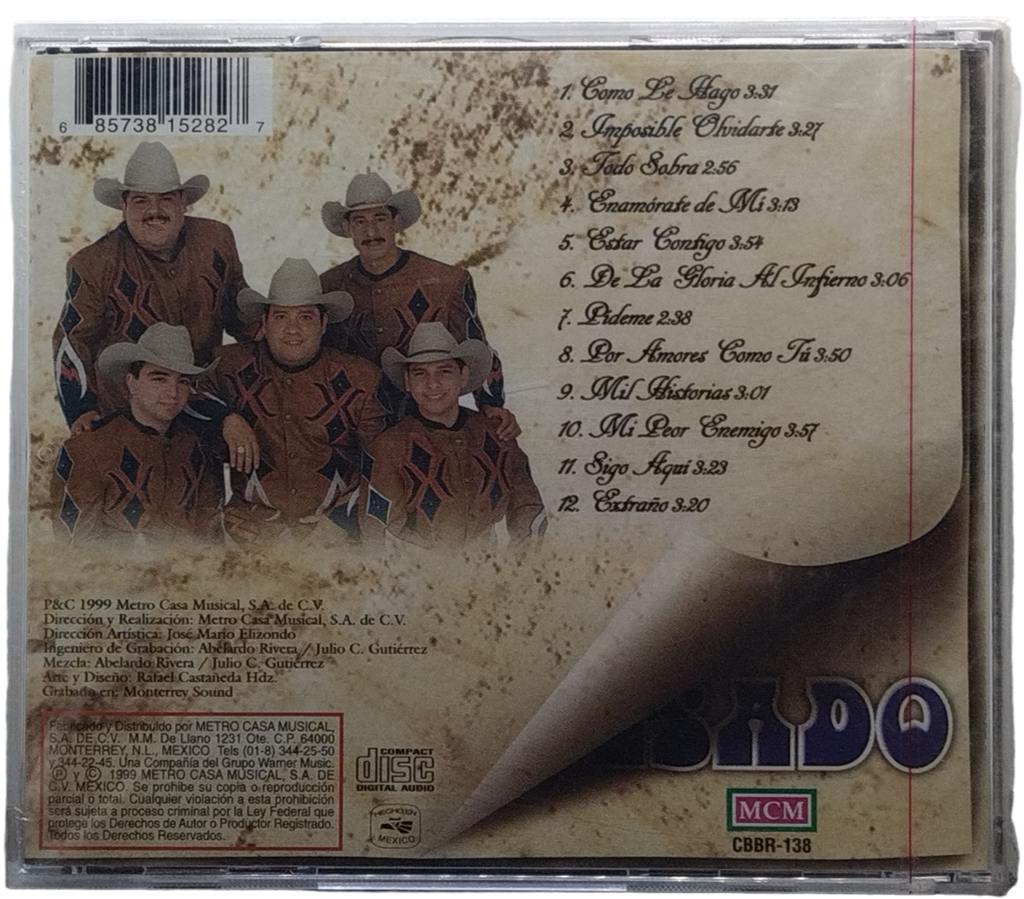 6 85738 15282 7
1. Como Le Hago 3:31
2. Imposible Olvidarte 3:27
3. Todo Sobra 2:56
4. Enamórate de Mí 3:13
5. Estar Contigo 3:54
6. De La Gloria Al Infierno 3:06
7. Pídeme 2:38
8. Por Amores Como Tú 3:50
9. Mil Historias 3:01
10. Mi Peor Enemigo 3:57
11. Sigo Aquí 3:23
12. Extraño 3:20
P&C 1999 Metro Casa Musical, S.A. de C.V.
Dirección y Realización: Metro Casa Musical, S.A. de C.V.
Dirección Artística: José Mario Elizondo
Ingeniero de Grabación: Abelardo Rivera / Julio C. Gutiérrez
Mezcla: Abelardo Rivera / Julio C. Gutiérrez
Arte y Diseño: Rafael Castañeda Hdz.
Grabado en: Monterrey Sound
Fabricado y Distribuido por METRO CASA MUSICAL,
S.A. DE C.V. M.M. De Llano 1231 Ote. C.P. 64000
MONTERREY, N.L., MEXICO Tels (01-8) 344-25-50
y 344-22-45. Una Compañía del Grupo Warner Music.
Ⓟ y © 1999 METRO CASA MUSICAL, S.A. DE
C.V. MEXICO. Se prohibe su copia o reproducción
parcial o total. Cualquier violación a esta prohibición
será sujeta a proceso criminal por la Ley Federal que
protege los Derechos de Autor o Productor Registrado.
Todos los Derechos Reservados.
COMPACT
disc
DIGITAL AUDIO
HECHO EN
MEXICO
BADO
MCM
CBBR-138